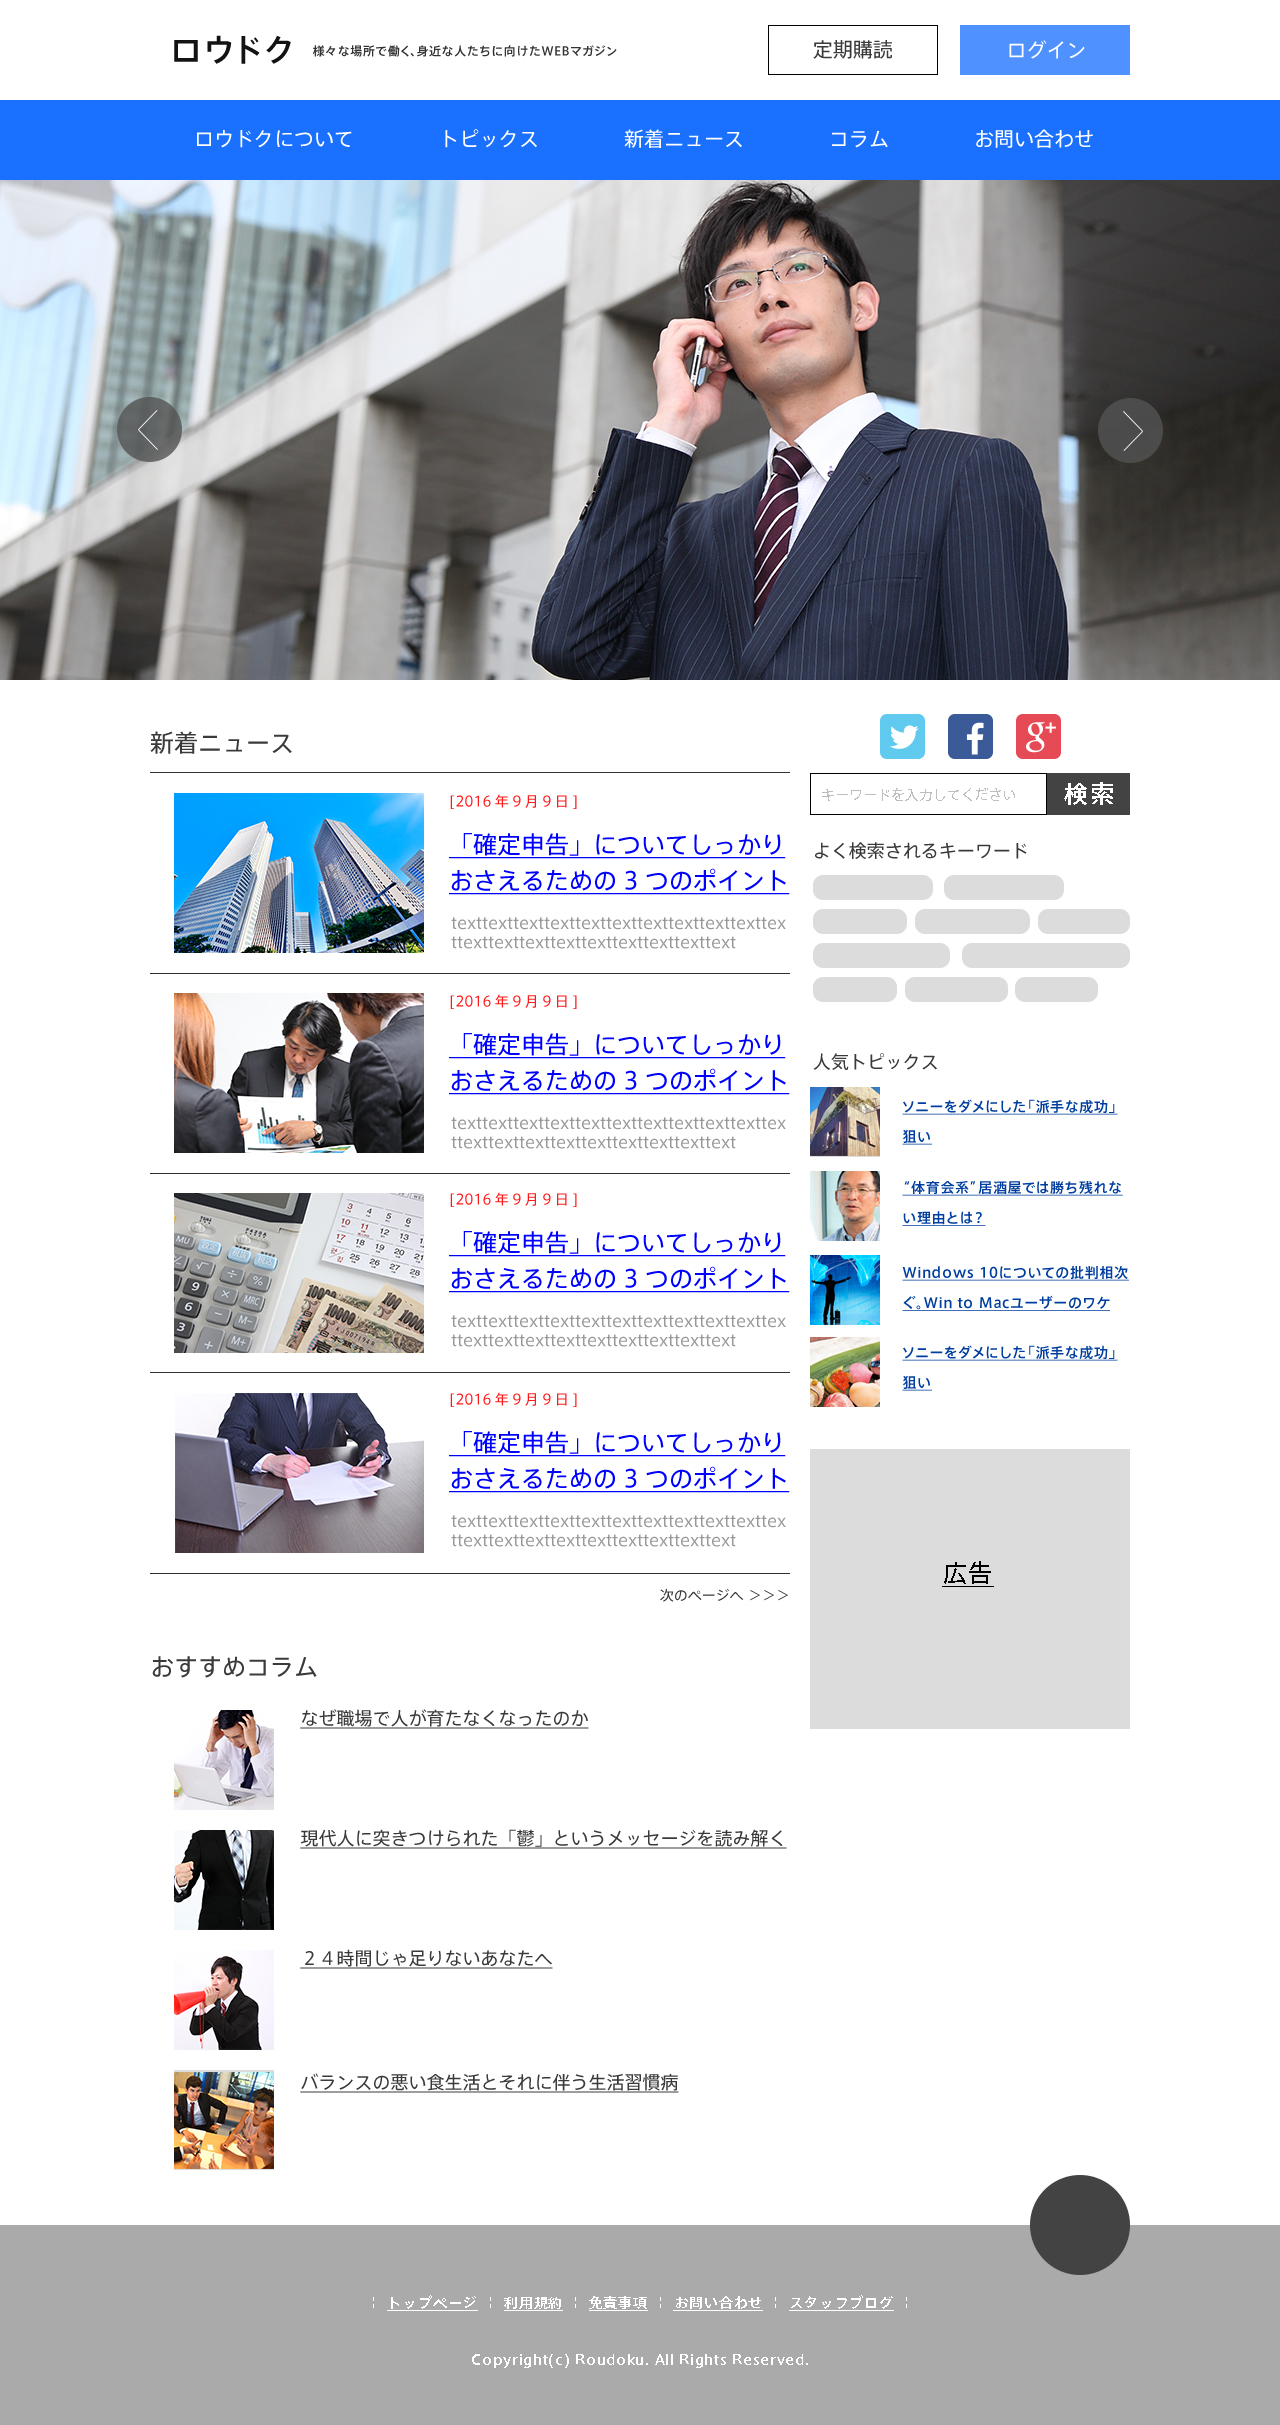 ロウドク 様々な場所で働く、身近な人たちに向けたWEBマガジン 定期購読 ログイン
ロウドクについて トピックス 新着ニュース コラム お問い合わせ
新着ニュース
[2016年9月9日]
「確定申告」についてしっかり
おさえるための３つのポイント
texttexttexttexttexttexttexttexttexttexttex
ttexttexttexttexttexttexttexttexttext
[2016年9月9日]
「確定申告」についてしっかり
おさえるための３つのポイント
texttexttexttexttexttexttexttexttexttexttex
ttexttexttexttexttexttexttexttexttext
[2016年9月9日]
「確定申告」についてしっかり
おさえるための３つのポイント
texttexttexttexttexttexttexttexttexttexttex
ttexttexttexttexttexttexttexttexttext
[2016年9月9日]
「確定申告」についてしっかり
おさえるための３つのポイント
texttexttexttexttexttexttexttexttexttexttex
ttexttexttexttexttexttexttexttexttext
次のページへ ＞＞＞
おすすめコラム
なぜ職場で人が育たなくなったのか
現代人に突きつけられた「鬱」というメッセージを読み解く
２４時間じゃ足りないあなたへ
バランスの悪い食生活とそれに伴う生活習慣病
キーワードを入力してください 検索
よく検索されるキーワード
人気トピックス
ソニーをダメにした「派手な成功」
狙い
“体育会系”居酒屋では勝ち残れな
い理由とは？
Windows 10についての批判相次
ぐ。Win to Macユーザーのワケ
ソニーをダメにした「派手な成功」
狙い
広告
¦ トップページ ¦ 利用規約 ¦ 免責事項 ¦ お問い合わせ ¦ スタッフブログ ¦
Copyright(c) Roudoku. All Rights Reserved.